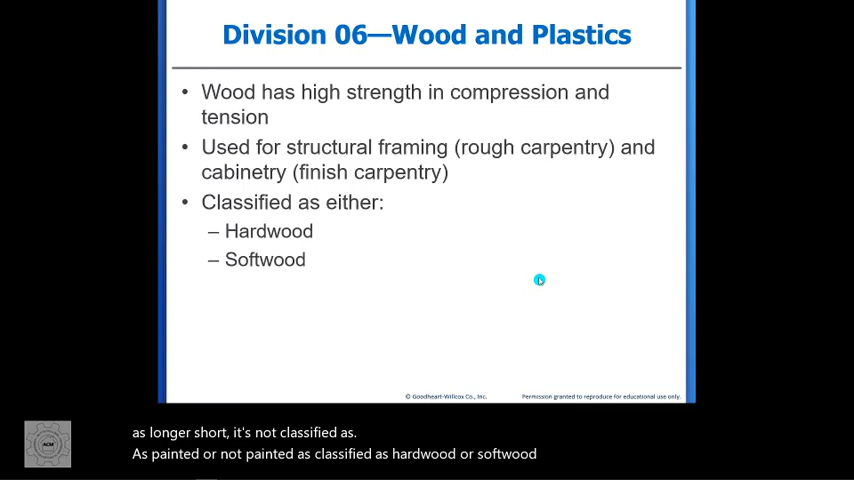 Division 06—Wood and Plastics
• Wood has high strength in compression and
tension
• Used for structural framing (rough carpentry) and
cabinetry (finish carpentry)
• Classified as either:
– Hardwood
– Softwood
© Goodheart-Willcox Co., Inc. Permission granted to reproduce for educational use only.
as longer short, it's not classified as.
ACM
As painted or not painted as classified as hardwood or softwood